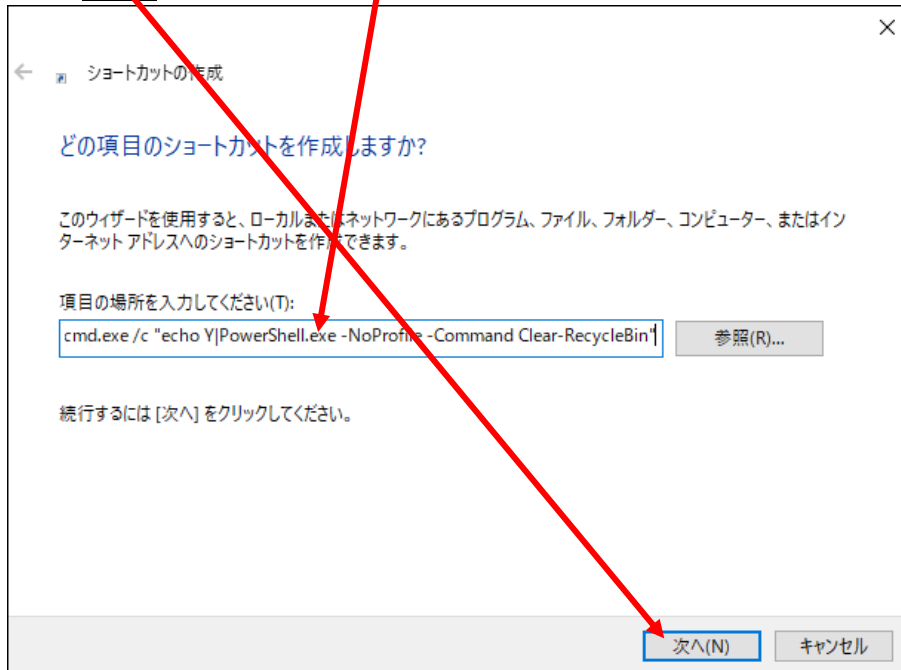 ショートカットの作成
どの項目のショートカットを作成しますか?
このウィザードを使用すると、ローカルまたはネットワークにあるプログラム、ファイル、フォルダー、コンピューター、またはイン
ターネット アドレスへのショートカットを作成できます。
項目の場所を入力してください(T):
cmd.exe /c "echo Y|PowerShell.exe -NoProfile -Command Clear-RecycleBin"
参照(R)...
続行するには [次へ] をクリックしてください。
次へ(N)
キャンセル